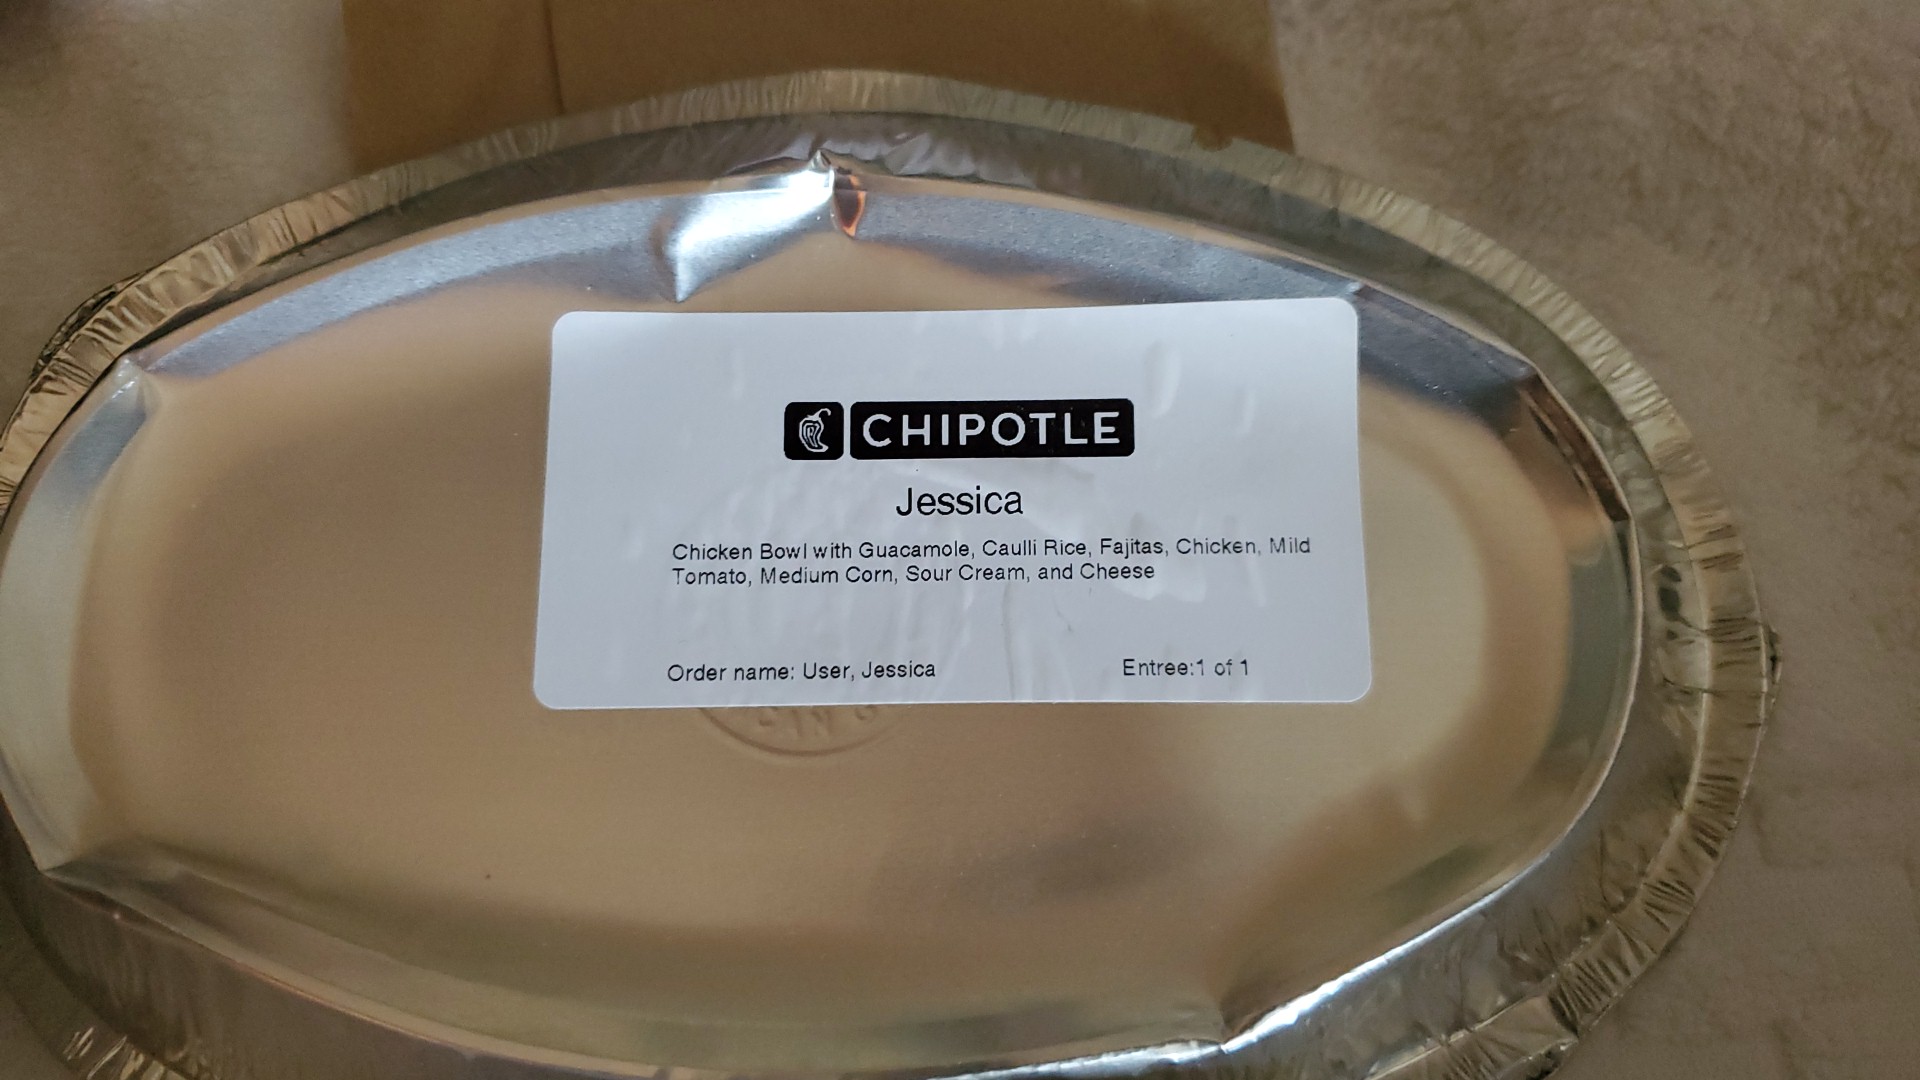 CHIPOTLE
Jessica
Chicken Bowl with Guacamole, Caulli Rice, Fajitas, Chicken, Mild
Tomato, Medium Corn, Sour Cream, and Cheese
Order name: User, Jessica Entree:1 of 1